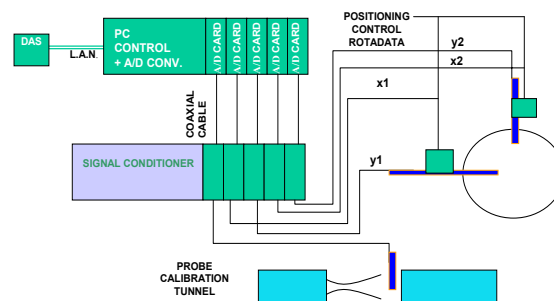 DAS
L.A.N.
PC
CONTROL
+ A/D CONV.
A/D CARD
A/D CARD
A/D CARD
A/D CARD
A/D CARD
POSITIONING
CONTROL
ROTADATA
y2
x2
x1
COAXIAL
CABLE
SIGNAL CONDITIONER
y1
PROBE
CALIBRATION
TUNNEL